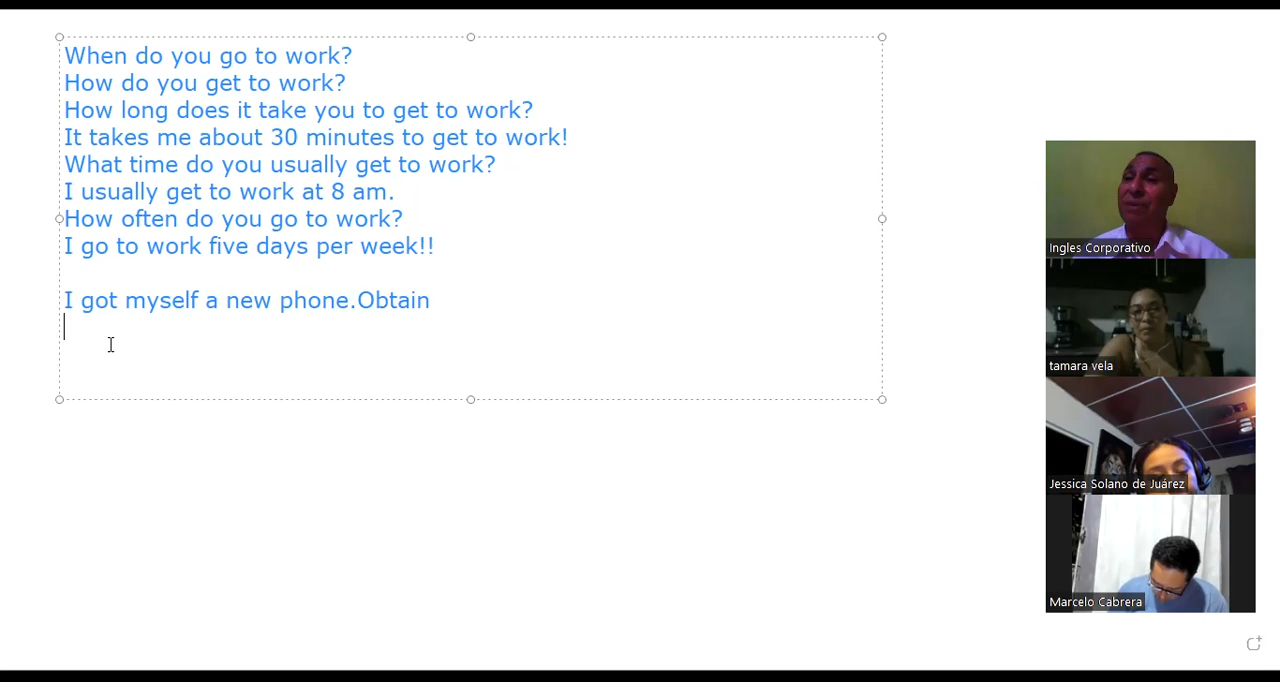 When do you go to work?
How do you get to work?
How long does it take you to get to work?
It takes me about 30 minutes to get to work!
What time do you usually get to work?
I usually get to work at 8 am.
How often do you go to work?
I go to work five days per week!!
I got myself a new phone.Obtain
Ingles Corporativo
tamara vela
Jessica Solano de Juárez
Marcelo Cabrera